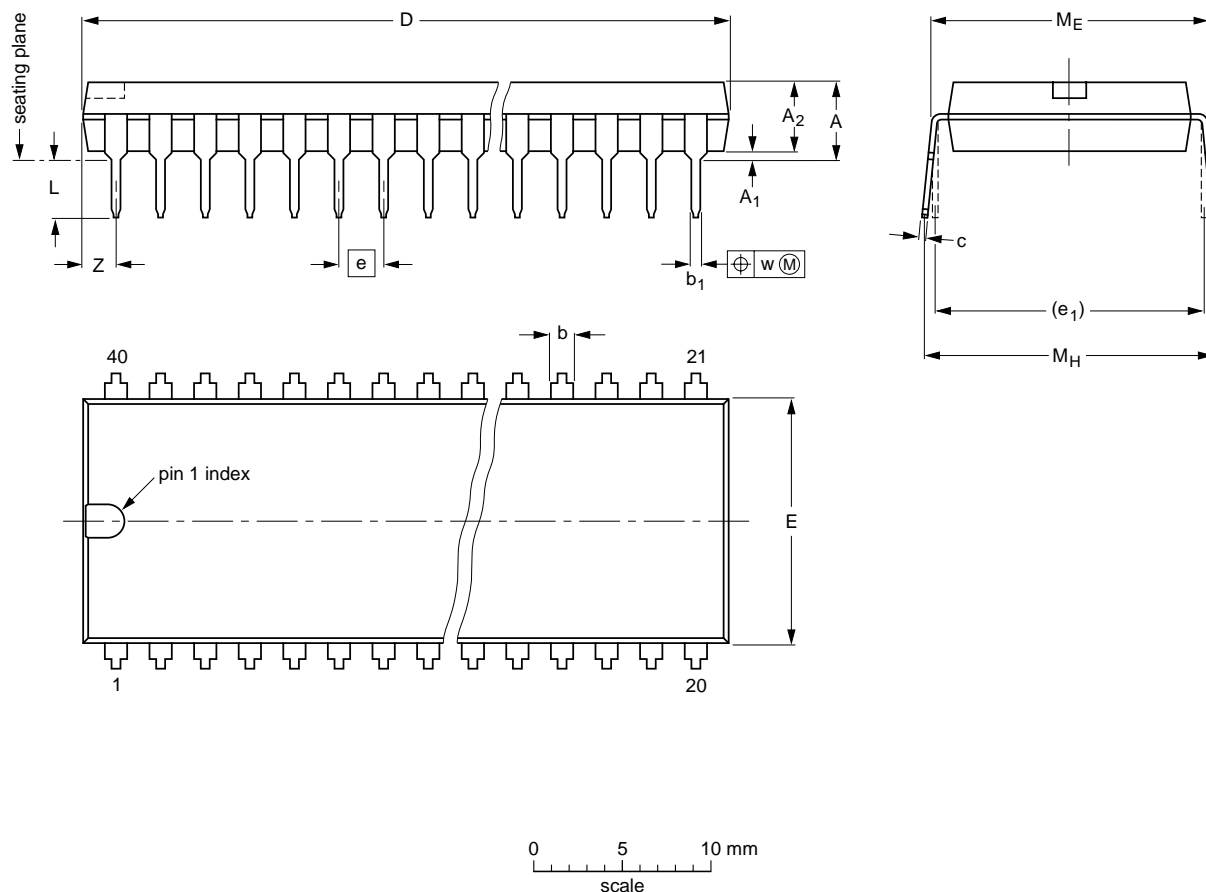 D
M_E
seating plane
A_2
A
L
A_1
Z
e
b_1
w M
c
(e_1)
M_H
b
40
21
pin 1 index
E
1
20
0 5 10 mm
scale